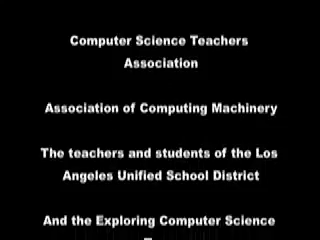 Computer Science Teachers
Association
Association of Computing Machinery
The teachers and students of the Los
Angeles Unified School District
And the Exploring Computer Science